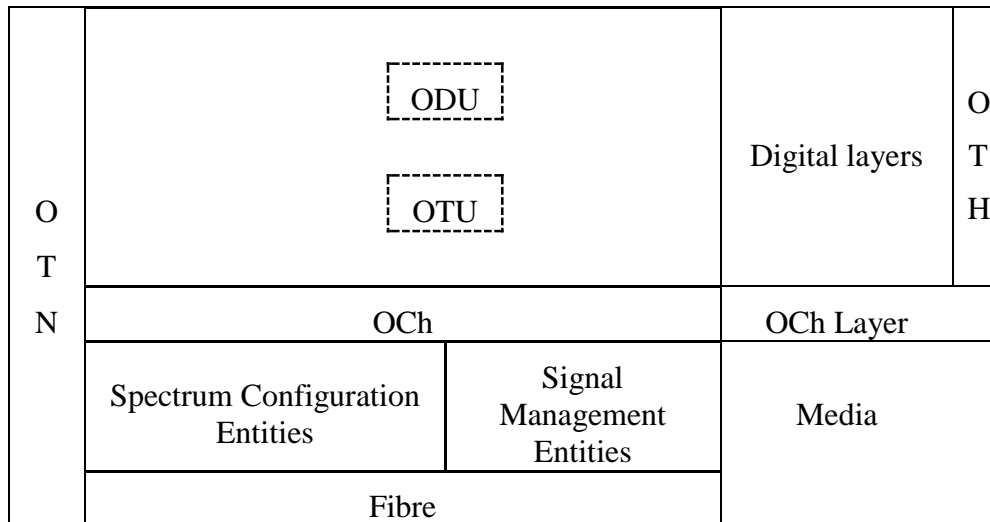 ODU
Digital layers
O
T
H
OTU
O
T
N
OCh
OCh Layer
Spectrum Configuration
Entities
Signal
Management
Entities
Media
Fibre